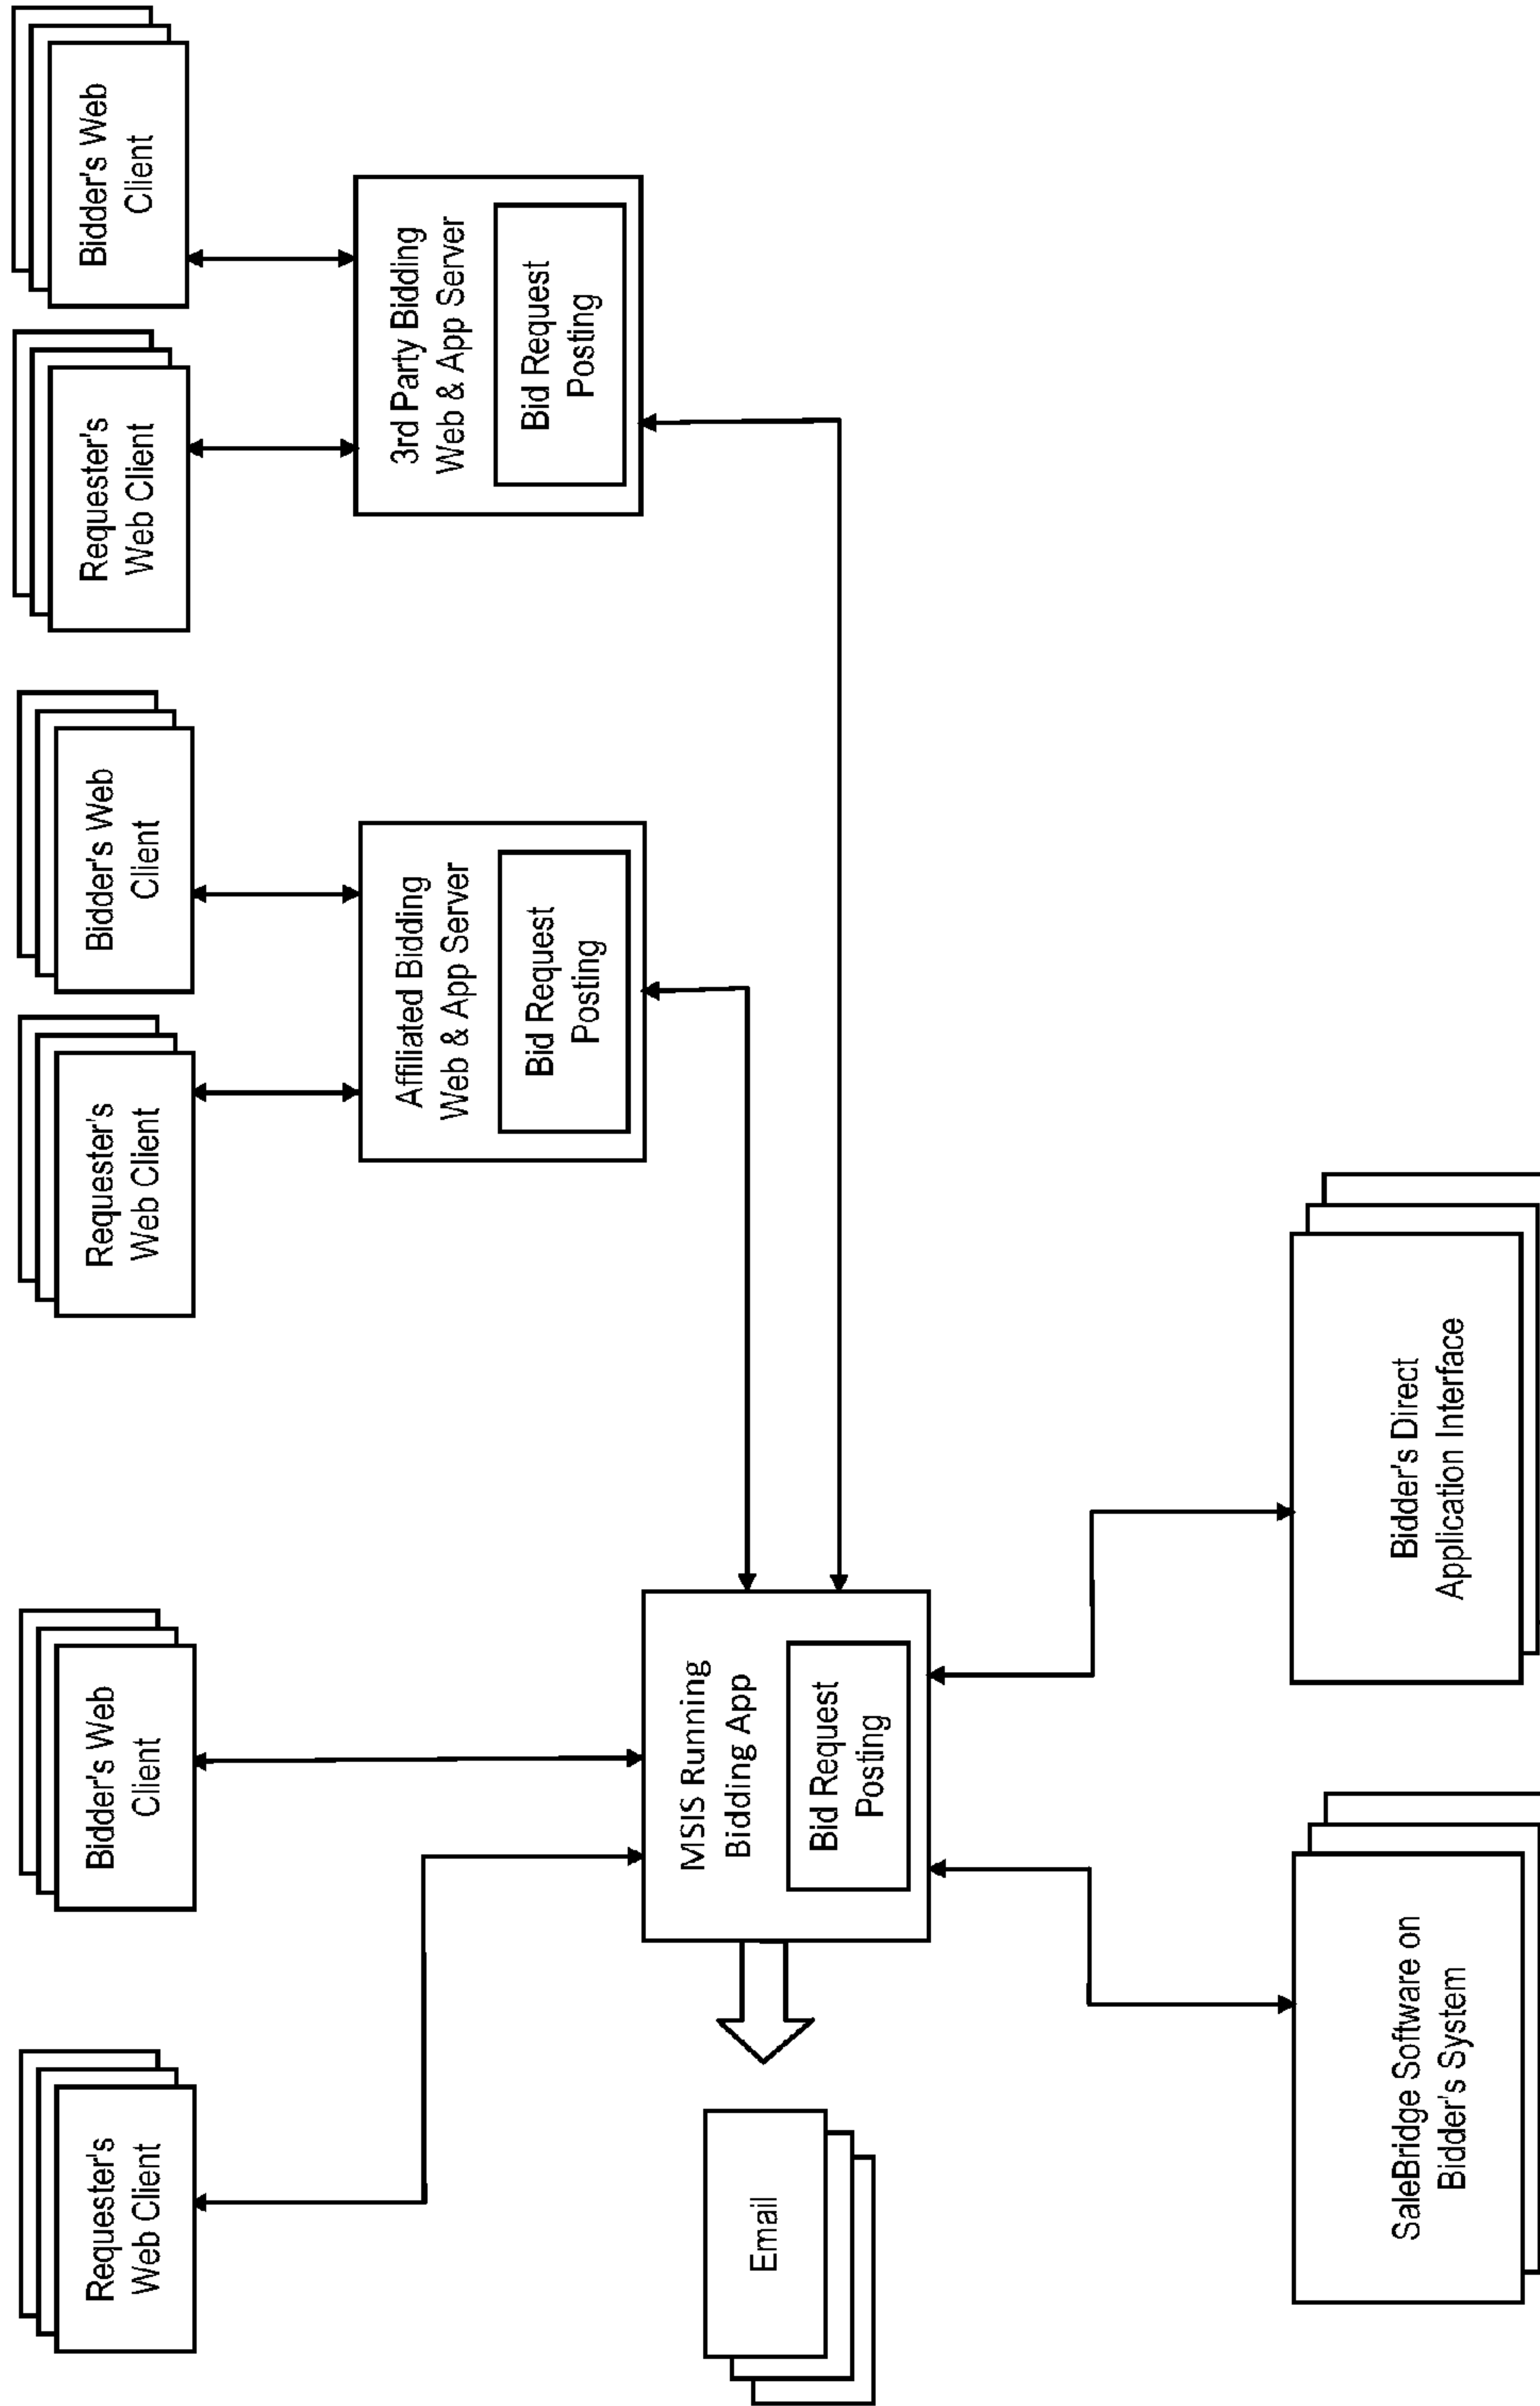 Requester's
Web Client
Bidder's Web
Client
Requester's
Web Client
Bidder's Web
Client
Requester's
Web Client
Bidder's Web
Client
Affiliated Bidding
Web & App Server
Bid Request
Posting
3rd Party Bidding
Web & App Server
Bid Request
Posting
Email
MSIS Running
Bidding App
Bid Request
Posting
SaleBridge Software on
Bidder's System
Bidder's Direct
Application Interface